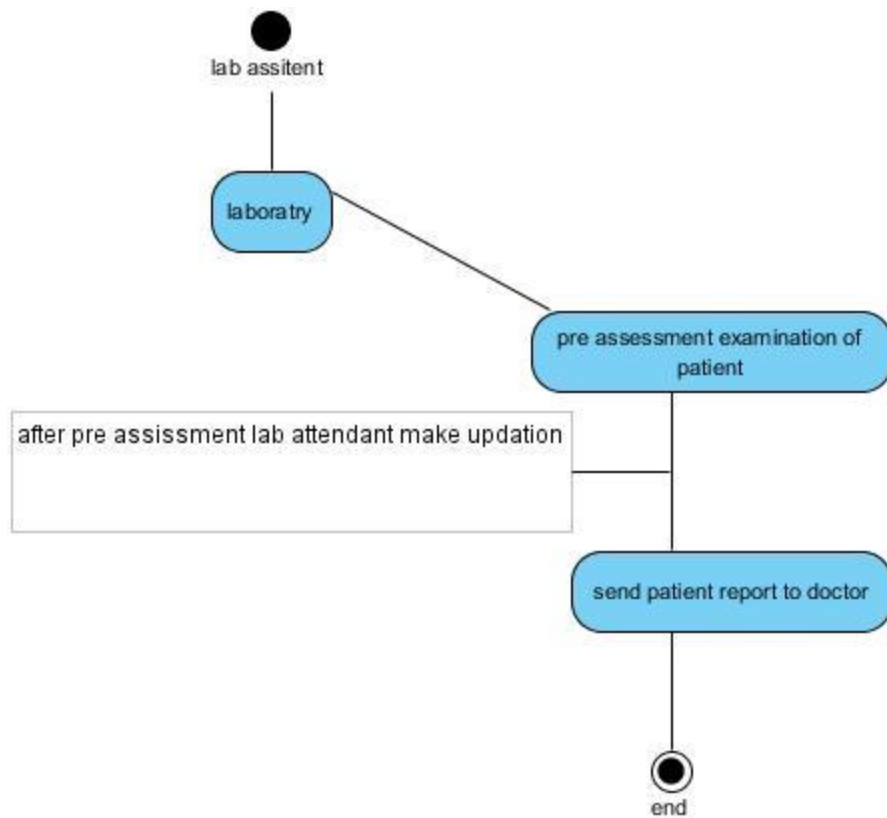 lab assitent
laboratry
pre assessment examination of
patient
after pre assissment lab attendant make updation
send patient report to doctor
end